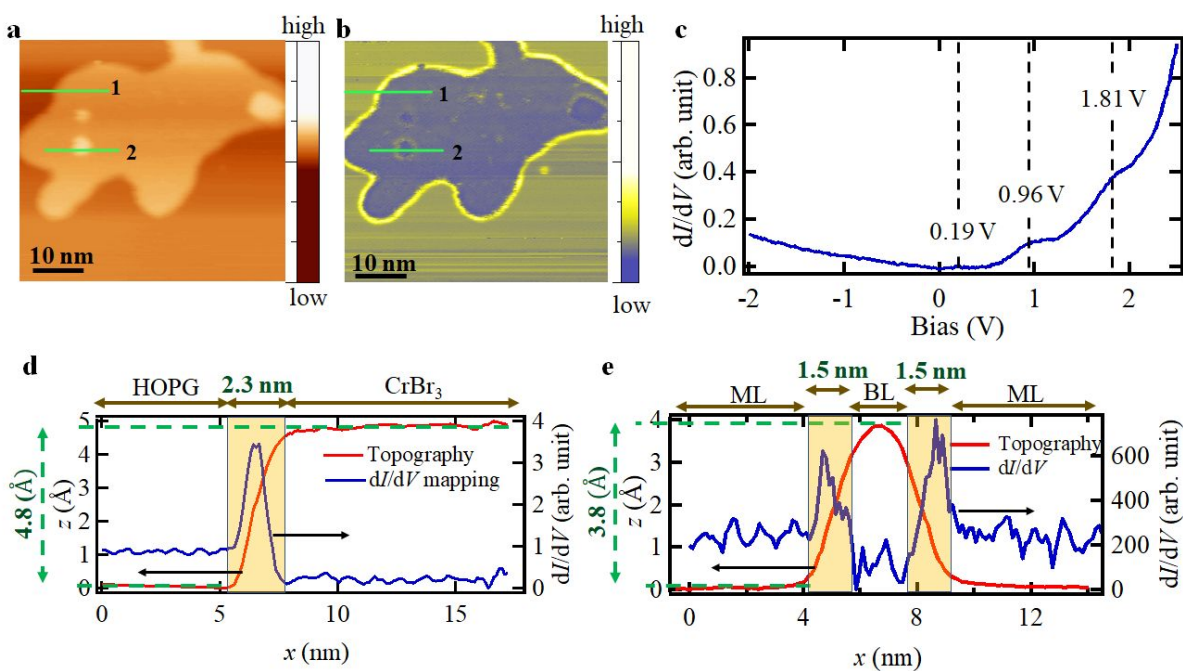 a
high
1
2
10 nm
low
b
high
1
2
10 nm
low
c
dI/dV (arb. unit)
0.8
0.6
0.4
0.2
0.0
0.19 V
0.96 V
1.81 V
-2
-1
0
1
2
Bias (V)
d
HOPG
2.3 nm
CrBr3
4.8 (Å)
z (Å)
5
4
3
2
1
0
Topography
dI/dV mapping
4
3
2
1
0
dI/dV (arb. unit)
0
5
10
15
x (nm)
e
1.5 nm
1.5 nm
ML
BL
ML
3.8 (Å)
z (Å)
4
3
2
1
0
Topography
dI/dV
600
400
200
0
dI/dV (arb. unit)
0
4
8
12
x (nm)